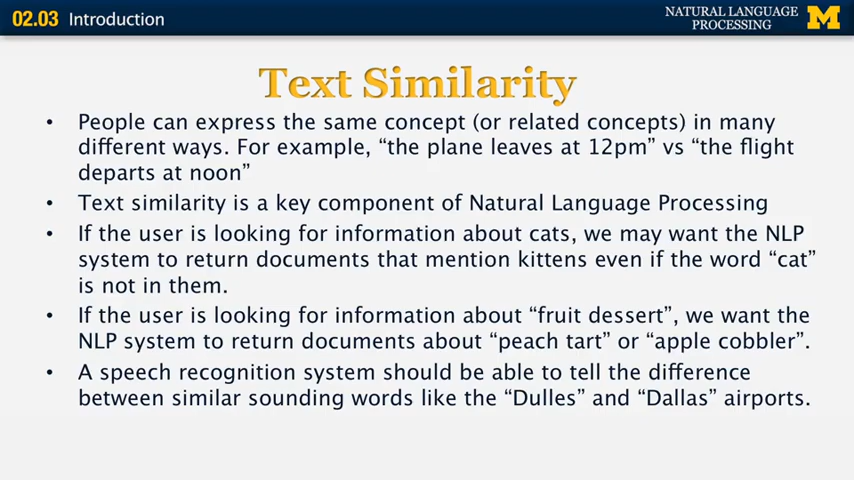 02.03 Introduction
NATURAL LANGUAGE
PROCESSING
M
Text Similarity
• People can express the same concept (or related concepts) in many
different ways. For example, “the plane leaves at 12pm” vs “the flight
departs at noon”
• Text similarity is a key component of Natural Language Processing
• If the user is looking for information about cats, we may want the NLP
system to return documents that mention kittens even if the word “cat”
is not in them.
• If the user is looking for information about “fruit dessert”, we want the
NLP system to return documents about “peach tart” or “apple cobbler”.
• A speech recognition system should be able to tell the difference
between similar sounding words like the “Dulles” and “Dallas” airports.